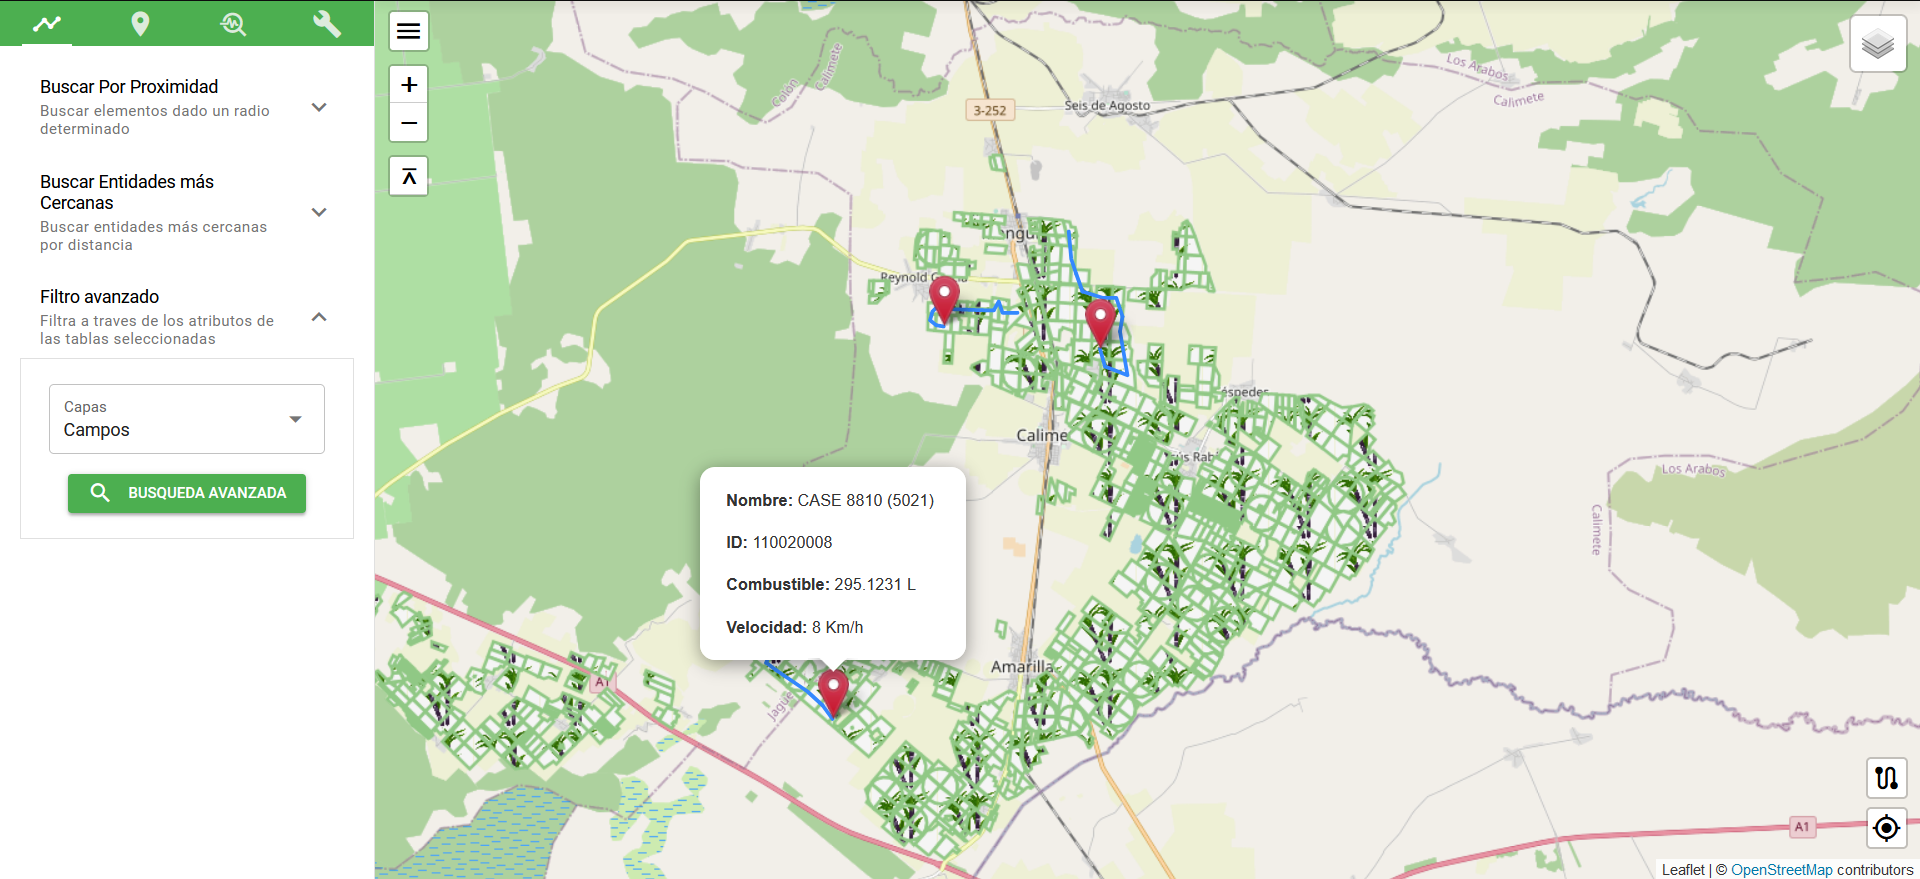 Buscar Por Proximidad
Buscar elementos dado un radio
determinado
Buscar Entidades más
Cercanas
Buscar entidades más cercanas
por distancia
Filtro avanzado
Filtra a traves de los atributos de
las tablas seleccionadas
Capas
Campos
BUSQUEDA AVANZADA
+
−
Colón
Calimete
3-252
Seis de Agosto
Los Arabos
Calimete
Reynold
Calime
Los Arabos
Calimete
Nombre: CASE 8810 (5021)
ID: 110020008
Combustible: 295.1231 L
Velocidad: 8 Km/h
Amarilla
A1
A1
Leaflet | © OpenStreetMap contributors